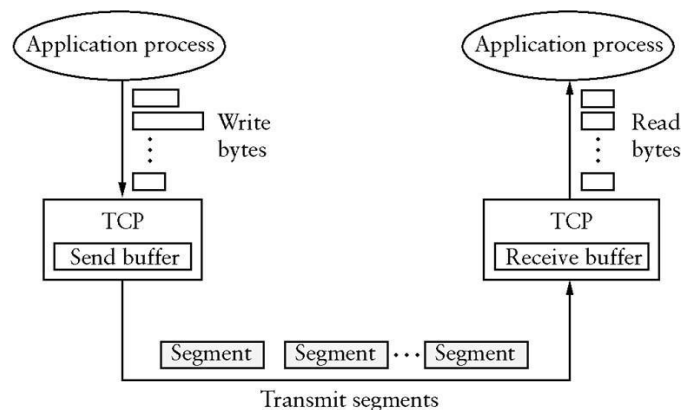 Application process
Application process
Write
bytes
Read
bytes
TCP
TCP
Send buffer
Receive buffer
Segment
Segment
Segment
Transmit segments